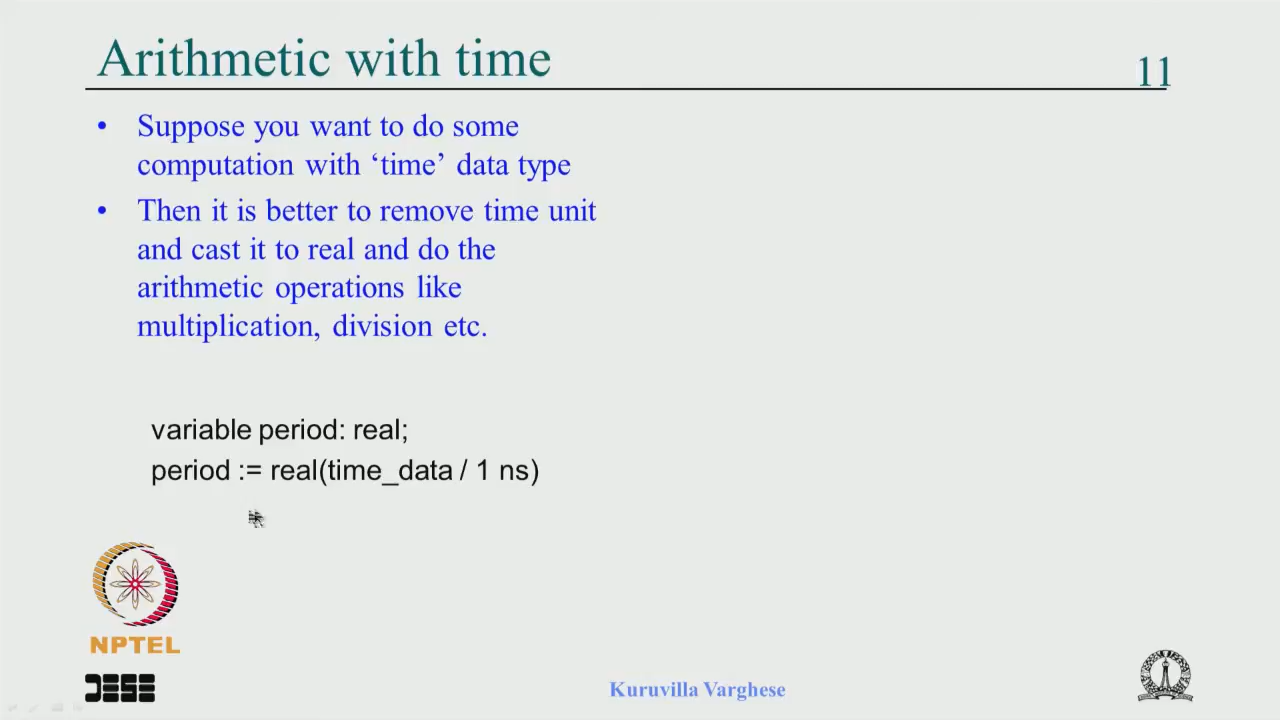 Arithmetic with time
11
• Suppose you want to do some
computation with ‘time’ data type
• Then it is better to remove time unit
and cast it to real and do the
arithmetic operations like
multiplication, division etc.
variable period: real;
period := real(time_data / 1 ns)
NPTEL
Kuruvilla Varghese